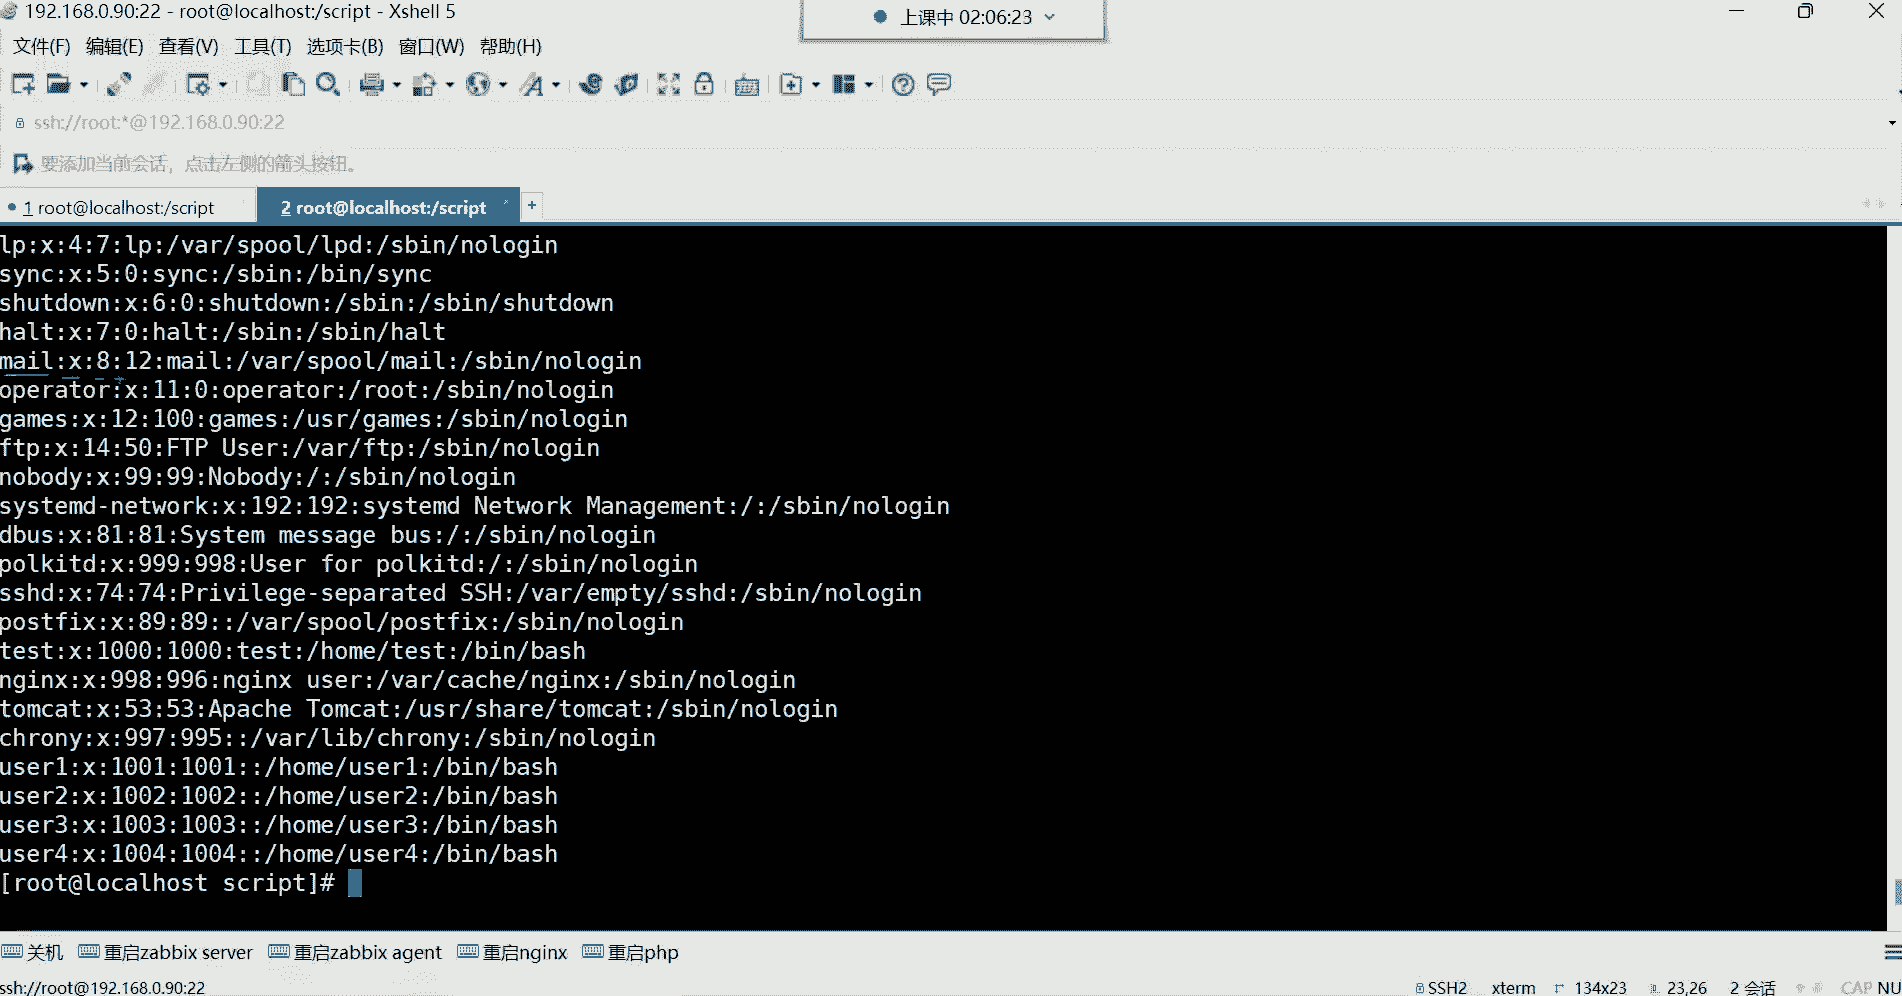 192.168.0.90:22 - root@localhost:/script - Xshell 5
上课中 02:06:23
文件(F) 编辑(E) 查看(V) 工具(T) 选项卡(B) 窗口(W) 帮助(H)
ssh://root:*@192.168.0.90:22
要添加当前会话，点击左侧的箭头按钮。
1 root@localhost:/script 2 root@localhost:/script +
lp:x:4:7:lp:/var/spool/lpd:/sbin/nologin
sync:x:5:0:sync:/sbin:/bin/sync
shutdown:x:6:0:shutdown:/sbin:/sbin/shutdown
halt:x:7:0:halt:/sbin:/sbin/halt
mail:x:8:12:mail:/var/spool/mail:/sbin/nologin
operator:x:11:0:operator:/root:/sbin/nologin
games:x:12:100:games:/usr/games:/sbin/nologin
ftp:x:14:50:FTP User:/var/ftp:/sbin/nologin
nobody:x:99:99:Nobody:/:/sbin/nologin
systemd-network:x:192:192:systemd Network Management:/:/sbin/nologin
dbus:x:81:81:System message bus:/:/sbin/nologin
polkitd:x:999:998:User for polkitd:/:/sbin/nologin
sshd:x:74:74:Privilege-separated SSH:/var/empty/sshd:/sbin/nologin
postfix:x:89:89::/var/spool/postfix:/sbin/nologin
test:x:1000:1000:test:/home/test:/bin/bash
nginx:x:998:996:nginx user:/var/cache/nginx:/sbin/nologin
tomcat:x:53:53:Apache Tomcat:/usr/share/tomcat:/sbin/nologin
chrony:x:997:995::/var/lib/chrony:/sbin/nologin
user1:x:1001:1001::/home/user1:/bin/bash
user2:x:1002:1002::/home/user2:/bin/bash
user3:x:1003:1003::/home/user3:/bin/bash
user4:x:1004:1004::/home/user4:/bin/bash
[root@localhost script]#
关机 重启zabbix server 重启zabbix agent 重启nginx 重启php
ssh://root@192.168.0.90:22 SSH2 xterm 134x23 23,26 2 会话 CAP NU